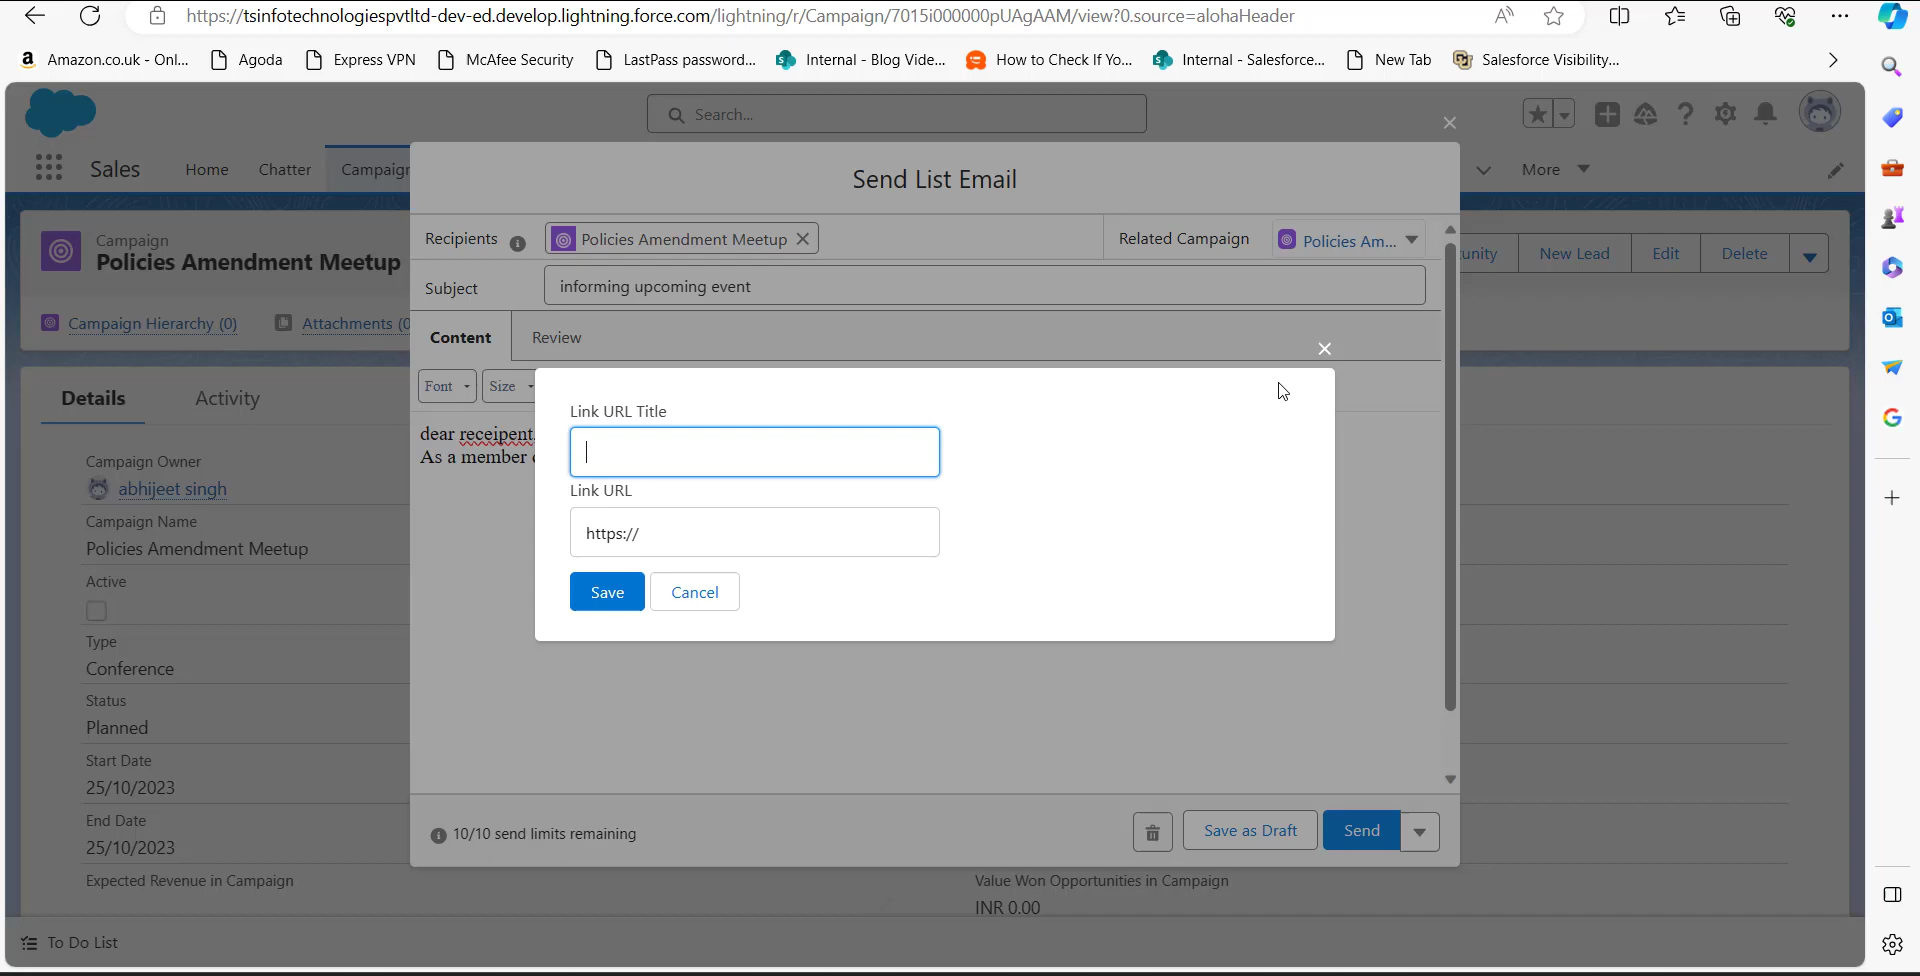 https://tsinfotechnologiespvtltd-dev-ed.develop.lightning.force.com/lightning/r/Campaign/7015i000000pUAgAAM/view?0.source=alohaHeader
Amazon.co.uk - Onl... Agoda Express VPN McAfee Security LastPass password... Internal - Blog Vide... How to Check If Yo... Internal - Salesforce... New Tab Salesforce Visibility...
Search...
Sales Home Chatter Campaig More
Send List Email
Recipients Policies Amendment Meetup Related Campaign Policies Am...
Campaign
Policies Amendment Meetup
unity New Lead Edit Delete
Subject informing upcoming event
Campaign Hierarchy (0) Attachments (0
Content Review
Font Size
Details Activity
dear receipent,
As a member
Link URL Title
Link URL
https://
Save Cancel
Campaign Owner
abhijeet singh
Campaign Name
Policies Amendment Meetup
Active
Type
Conference
Status
Planned
Start Date
25/10/2023
End Date
25/10/2023
10/10 send limits remaining Save as Draft Send
Expected Revenue in Campaign Value Won Opportunities in Campaign
INR 0.00
To Do List